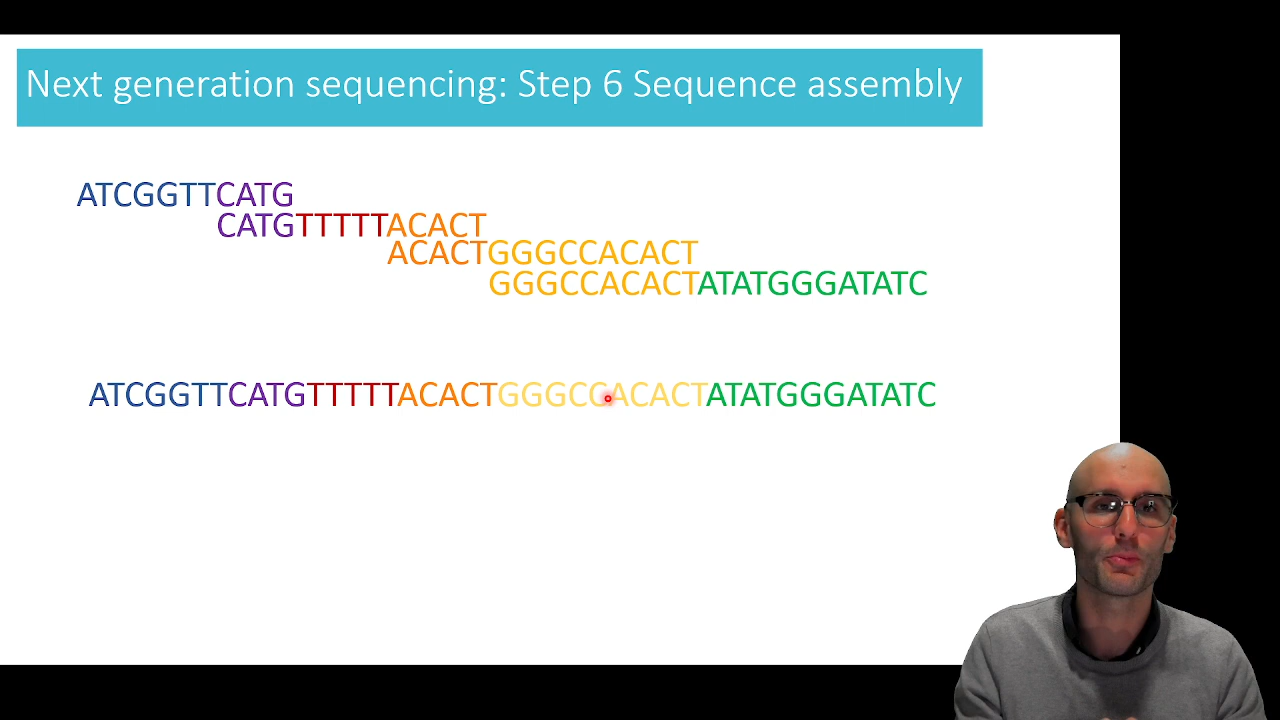 Next generation sequencing: Step 6 Sequence assembly
ATCGGTTCATG
CATGTTTTTACACT
ACACTGGGCCACACT
GGGCCACACTATATGGGATATC
ATCGGTTCATGTTTTTACACTGGGCCACACTATATGGGATATC